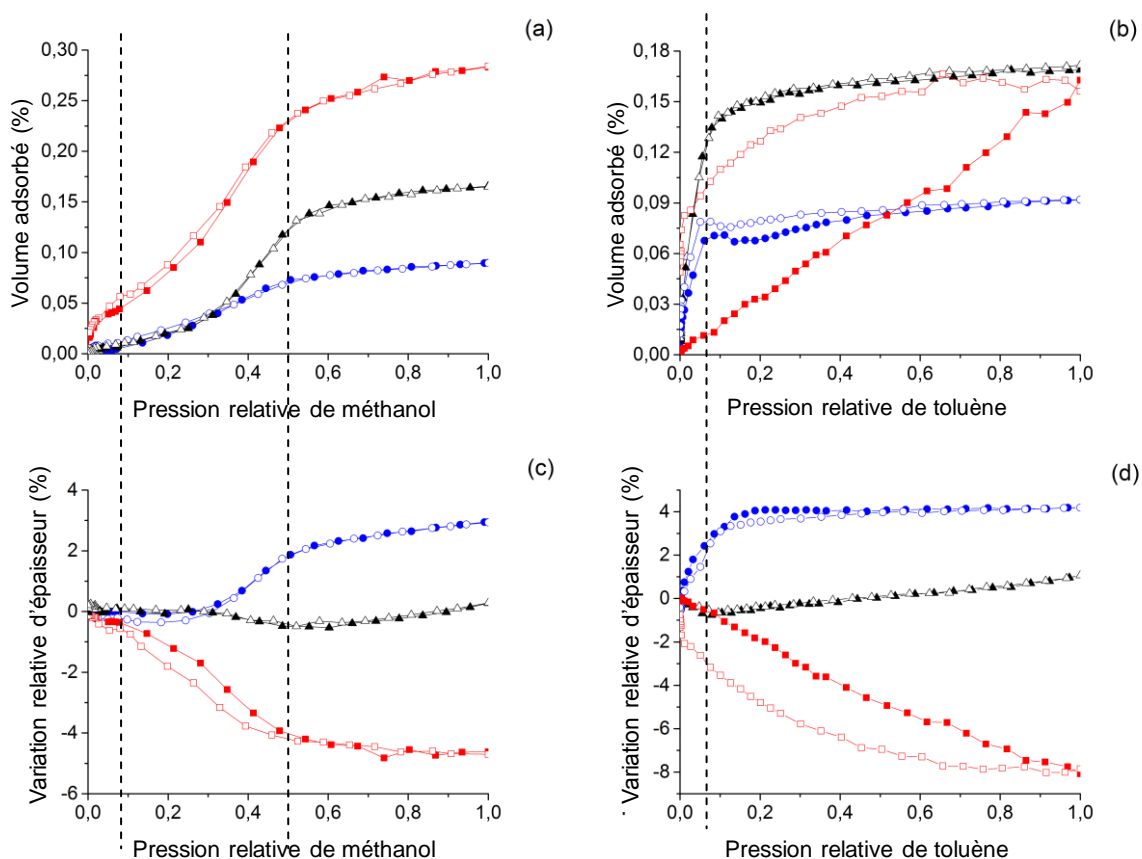 (a)
Volume adsorbé (%)
0,30
0,25
0,20
0,15
0,10
0,05
0,00
0,0 0,2 0,4 0,6 0,8 1,0
Pression relative de méthanol
(b)
Volume adsorbé (%)
0,18
0,15
0,12
0,09
0,06
0,03
0,00
0,0 0,2 0,4 0,6 0,8 1,0
Pression relative de toluène
(c)
Variation relative d'épaisseur (%)
4
2
0
-2
-4
-6
0,0 0,2 0,4 0,6 0,8 1,0
Pression relative de méthanol
(d)
Variation relative d'épaisseur (%)
4
2
0
-2
-4
-6
-8
0,0 0,2 0,4 0,6 0,8 1,0
Pression relative de toluène